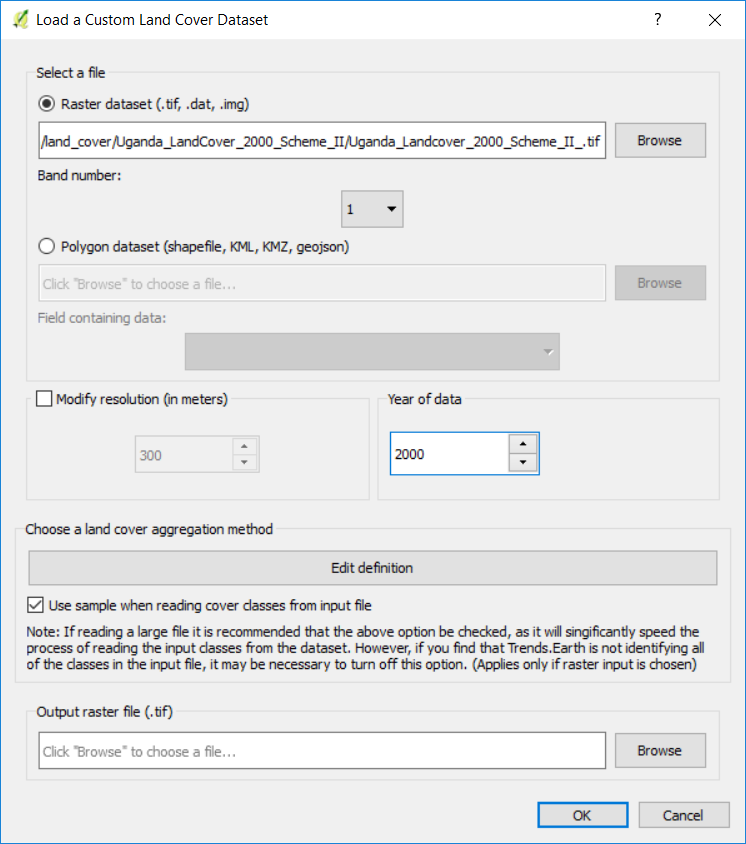 Load a Custom Land Cover Dataset
?
Select a file
Raster dataset (.tif, .dat, .img)
/land_cover/Uganda_LandCover_2000_Scheme_II/Uganda_Landcover_2000_Scheme_II_.tif
Browse
Band number:
1
Polygon dataset (shapefile, KML, KMZ, geojson)
Click "Browse" to choose a file...
Browse
Field containing data:
Modify resolution (in meters)
300
Year of data
2000
Choose a land cover aggregation method
Edit definition
Use sample when reading cover classes from input file
Note: If reading a large file it is recommended that the above option be checked, as it will singificantly speed the
process of reading the input classes from the dataset. However, if you find that Trends.Earth is not identifying all
of the classes in the input file, it may be necessary to turn off this option. (Applies only if raster input is chosen)
Output raster file (.tif)
Click "Browse" to choose a file...
Browse
OK
Cancel